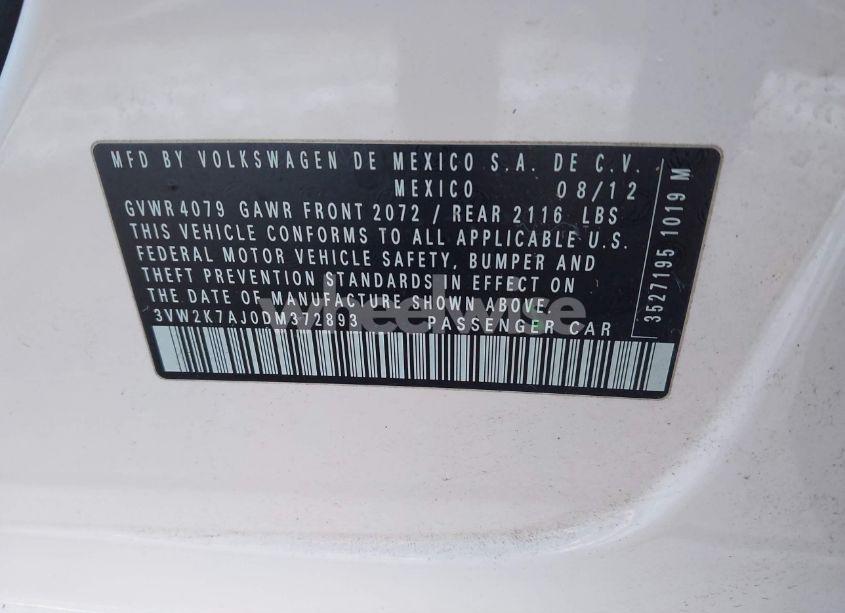 MFD BY VOLKSWAGEN DE MEXICO S.A. DE C.V.
MEXICO 08/12
GVWR 4079 GAWR FRONT 2072 / REAR 2116 LBS
THIS VEHICLE CONFORMS TO ALL APPLICABLE U.S.
FEDERAL MOTOR VEHICLE SAFETY, BUMPER AND
THEFT PREVENTION STANDARDS IN EFFECT ON
THE DATE OF MANUFACTURE SHOWN ABOVE.
3VW2K7AJ0DM372893 PASSENGER CAR
3527195 1019 M
wheelwise